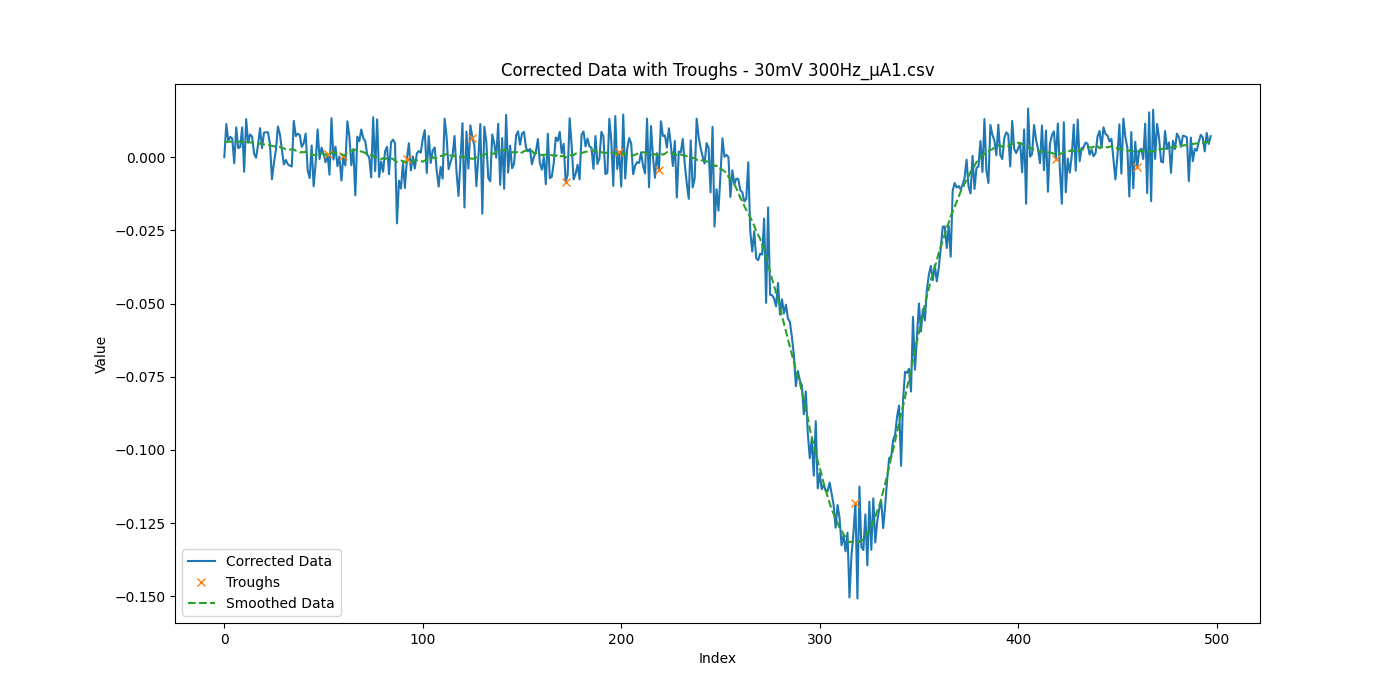 Corrected Data with Troughs - 30mV 300Hz_μA1.csv
Value
0.000
−0.025
−0.050
−0.075
−0.100
−0.125
−0.150
Corrected Data
Troughs
Smoothed Data
0 100 200 300 400 500
Index